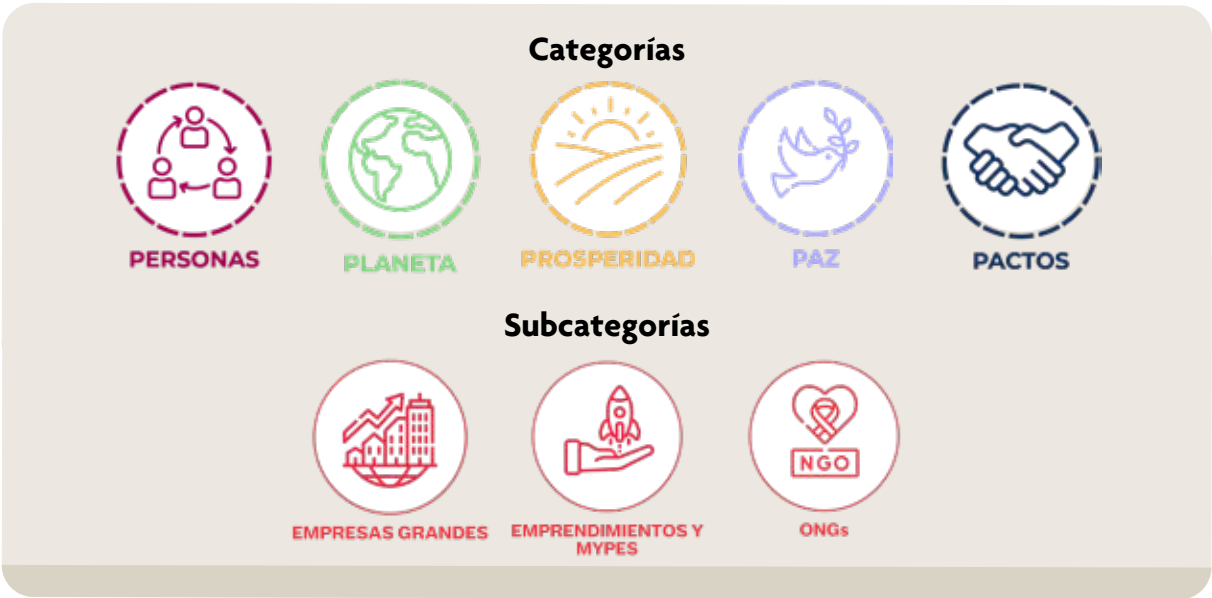 Categorías
PERSONAS
PLANETA
PROSPERIDAD
PAZ
PACTOS
Subcategorías
NGO
EMPRESAS GRANDES
EMPRENDIMIENTOS Y
MYPES
ONGs